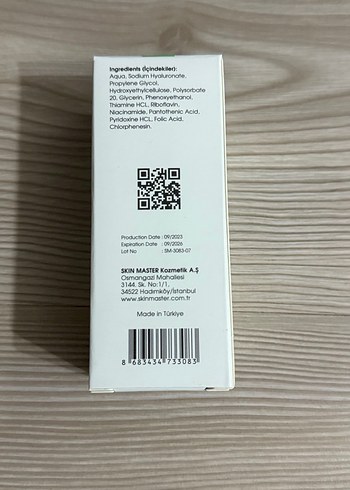 Ingredients (İçindekiler):
Aqua, Sodium Hyaluronate,
Propylene Glycol,
Hydroxyethylcellulose, Polysorbate
20, Glycerin, Phenoxyethanol,
Thiamine HCL, Riboflavin,
Niacinamide, Pantothenic Acid,
Pyridoxine HCL, Folic Acid,
Chlorphenesin.
Production Date : 09/2023
Expiration Date : 09/2026
Lot No : SM-3083-07
SKIN MASTER Kozmetik A.Ş
Osmangazi Mahallesi
3144. Sk. No:1/1,
34522 Hadımköy/İstanbul
www.skinmaster.com.tr
Made in Türkiye
8 683434 733083